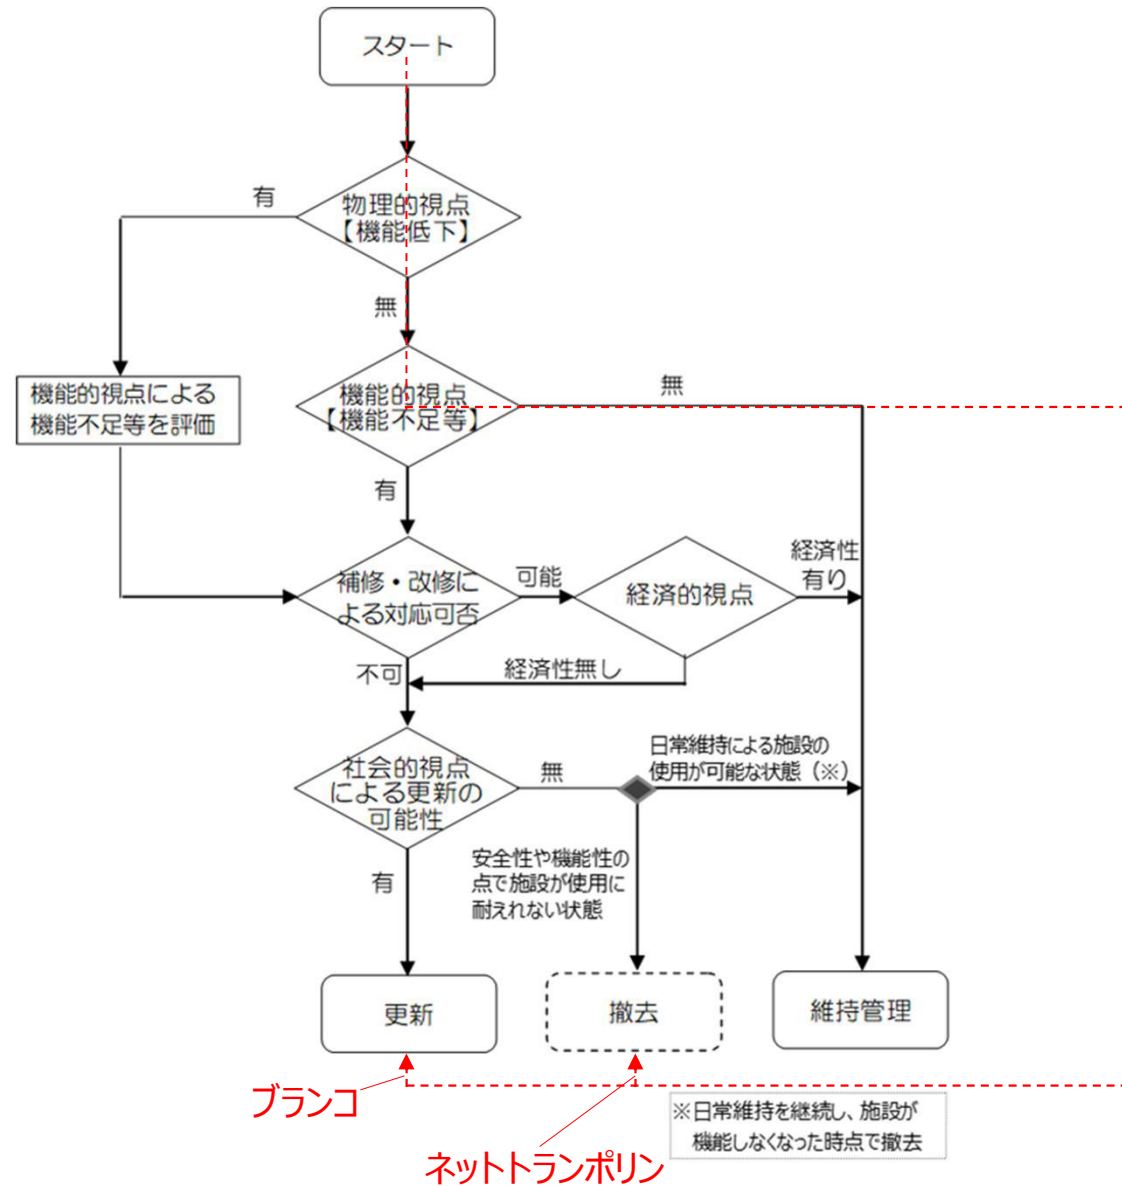 スタート
有
物理的視点
【機能低下】
無
機能的視点による
機能不足等を評価
機能的視点
【機能不足等】
無
有
補修・改修に
よる対応可否
可能
経済的視点
経済性
有り
不可
経済性無し
社会的視点
による更新の
可能性
無
日常維持による施設の
使用が可能な状態（※）
有
安全性や機能性の
点で施設が使用に
耐えれない状態
更新
撤去
維持管理
ブランコ
ネットトランポリン
※日常維持を継続し、施設が
機能しなくなった時点で撤去